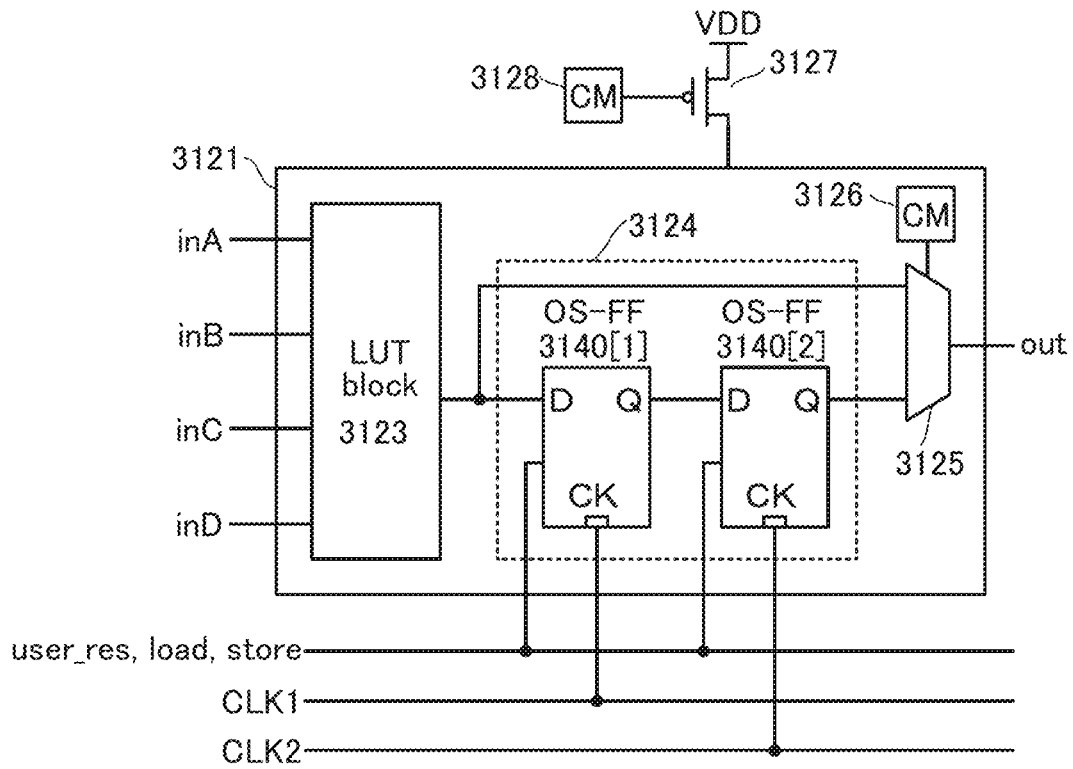 VDD
3128
CM
3127
3121
3126
CM
3124
inA
inB
inC
inD
LUT
block
3123
OS-FF
3140[1]
OS-FF
3140[2]
D
Q
CK
D
Q
CK
3125
out
user_res, load, store
CLK1
CLK2